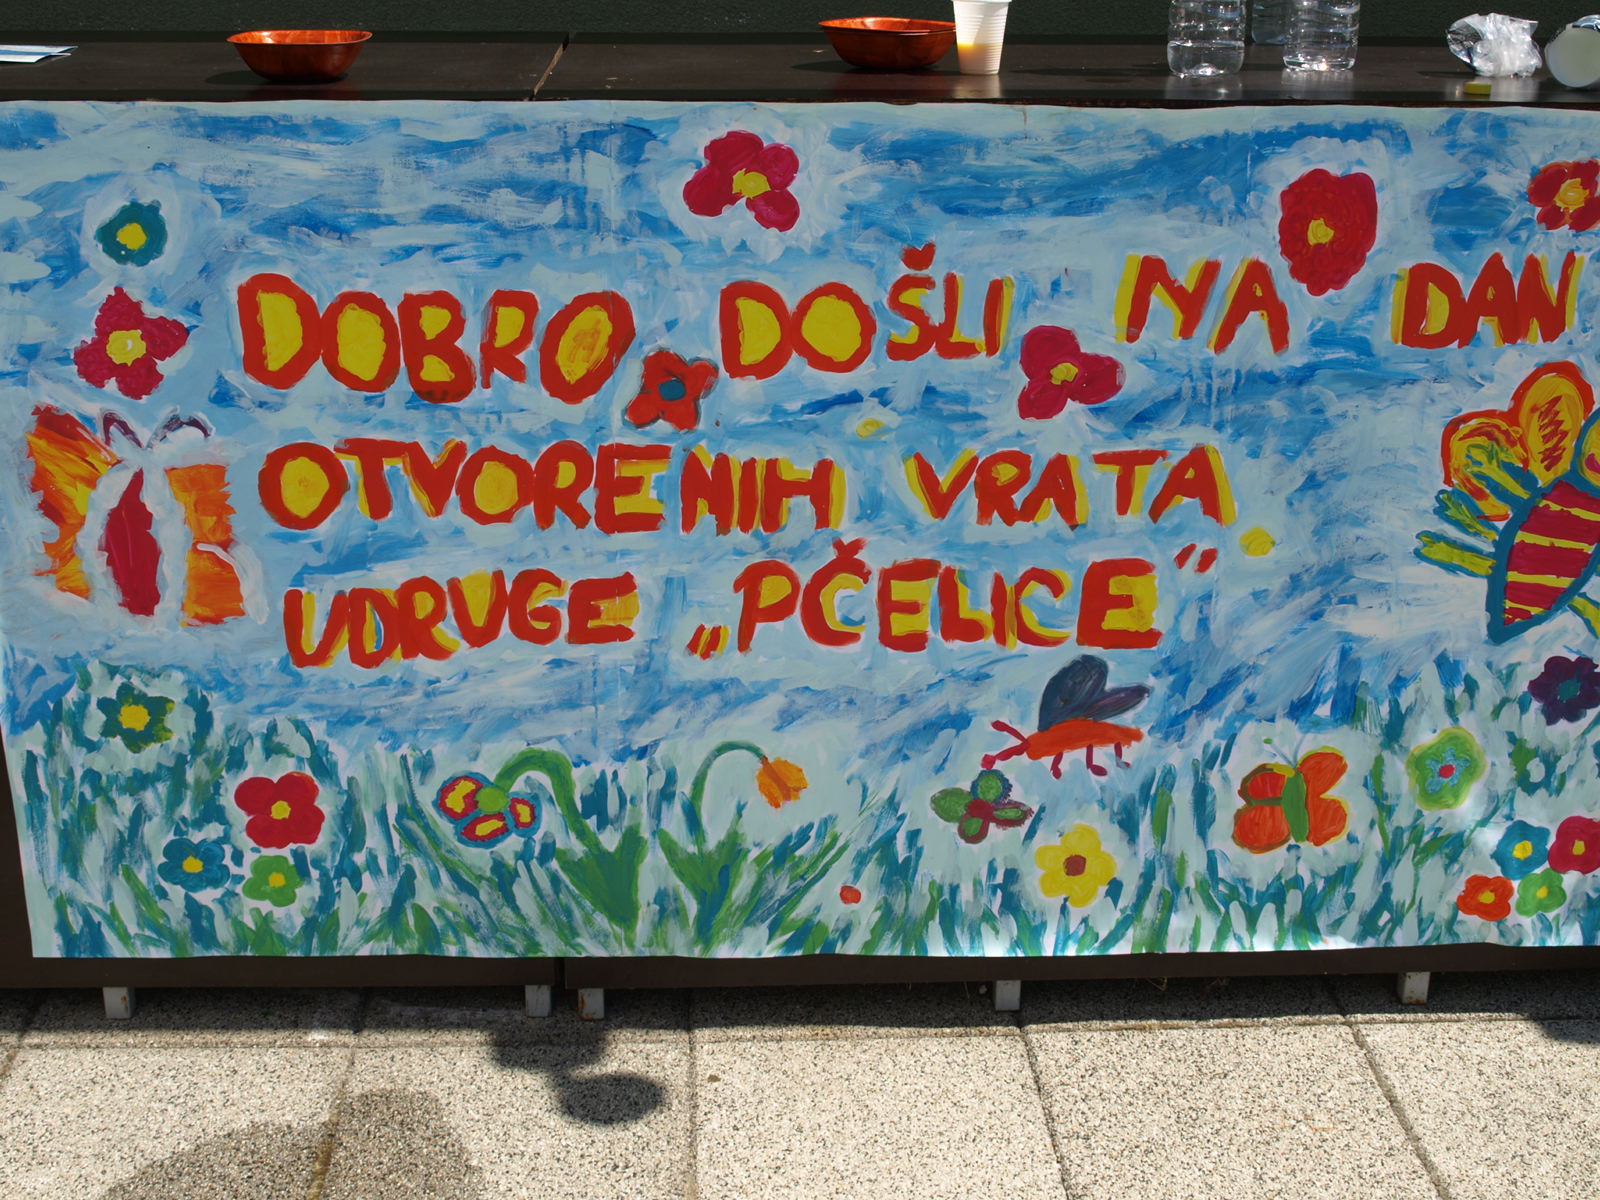 DOBRO DOŠLI NA DAN
OTVORENIH VRATA
UDRUGE „PČELICE"